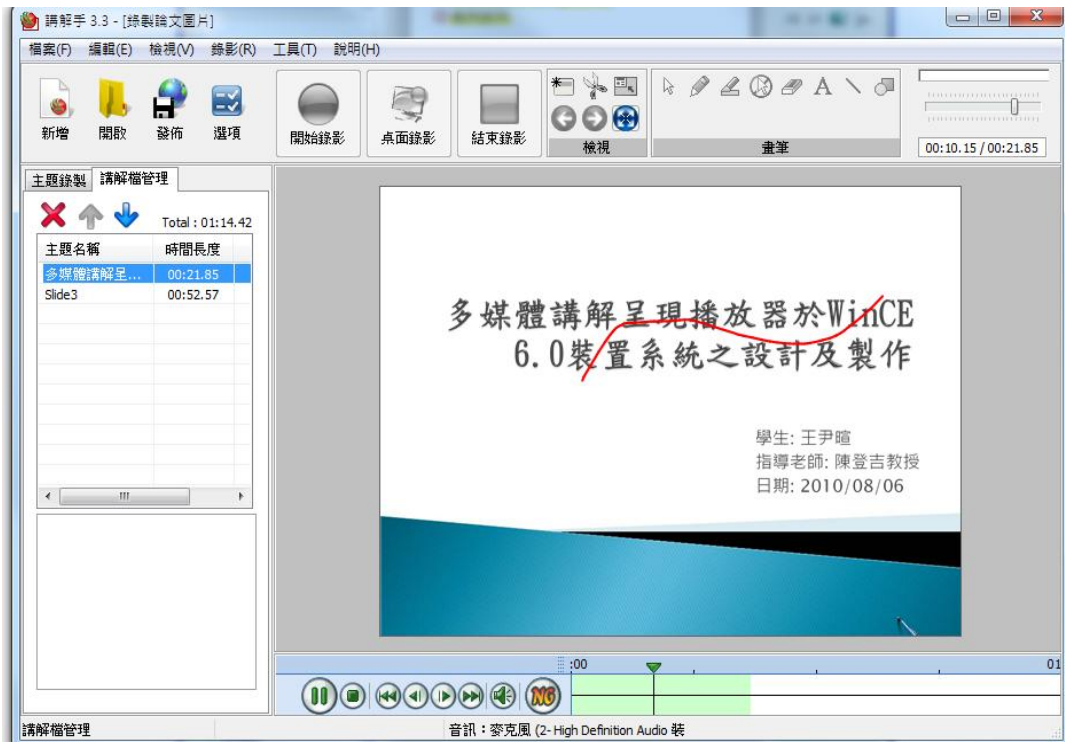 講解手 3.3 - [錄製論文圖片]
檔案(F) 編輯(E) 檢視(V) 錄影(R) 工具(T) 說明(H)
新增 開啟 發佈 選項 開始錄影 桌面錄影 結束錄影 檢視 畫筆 00:10.15 / 00:21.85
主題錄製 講解檔管理
Total : 01:14.42
主題名稱 時間長度
多媒體講解呈... 00:21.85
Slide3 00:52.57
多媒體講解呈現播放器於WinCE
6.0裝置系統之設計及製作
學生: 王尹暄
指導老師: 陳登吉教授
日期: 2010/08/06
:00 01
NG
講解檔管理 音訊：麥克風 (2- High Definition Audio 裝